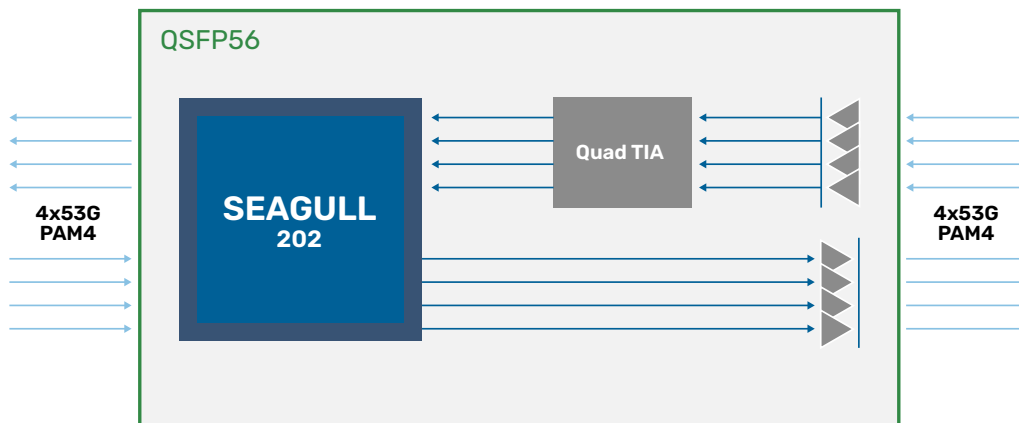 QSFP56
Quad TIA
SEAGULL
202
4x53G
PAM4
4x53G
PAM4